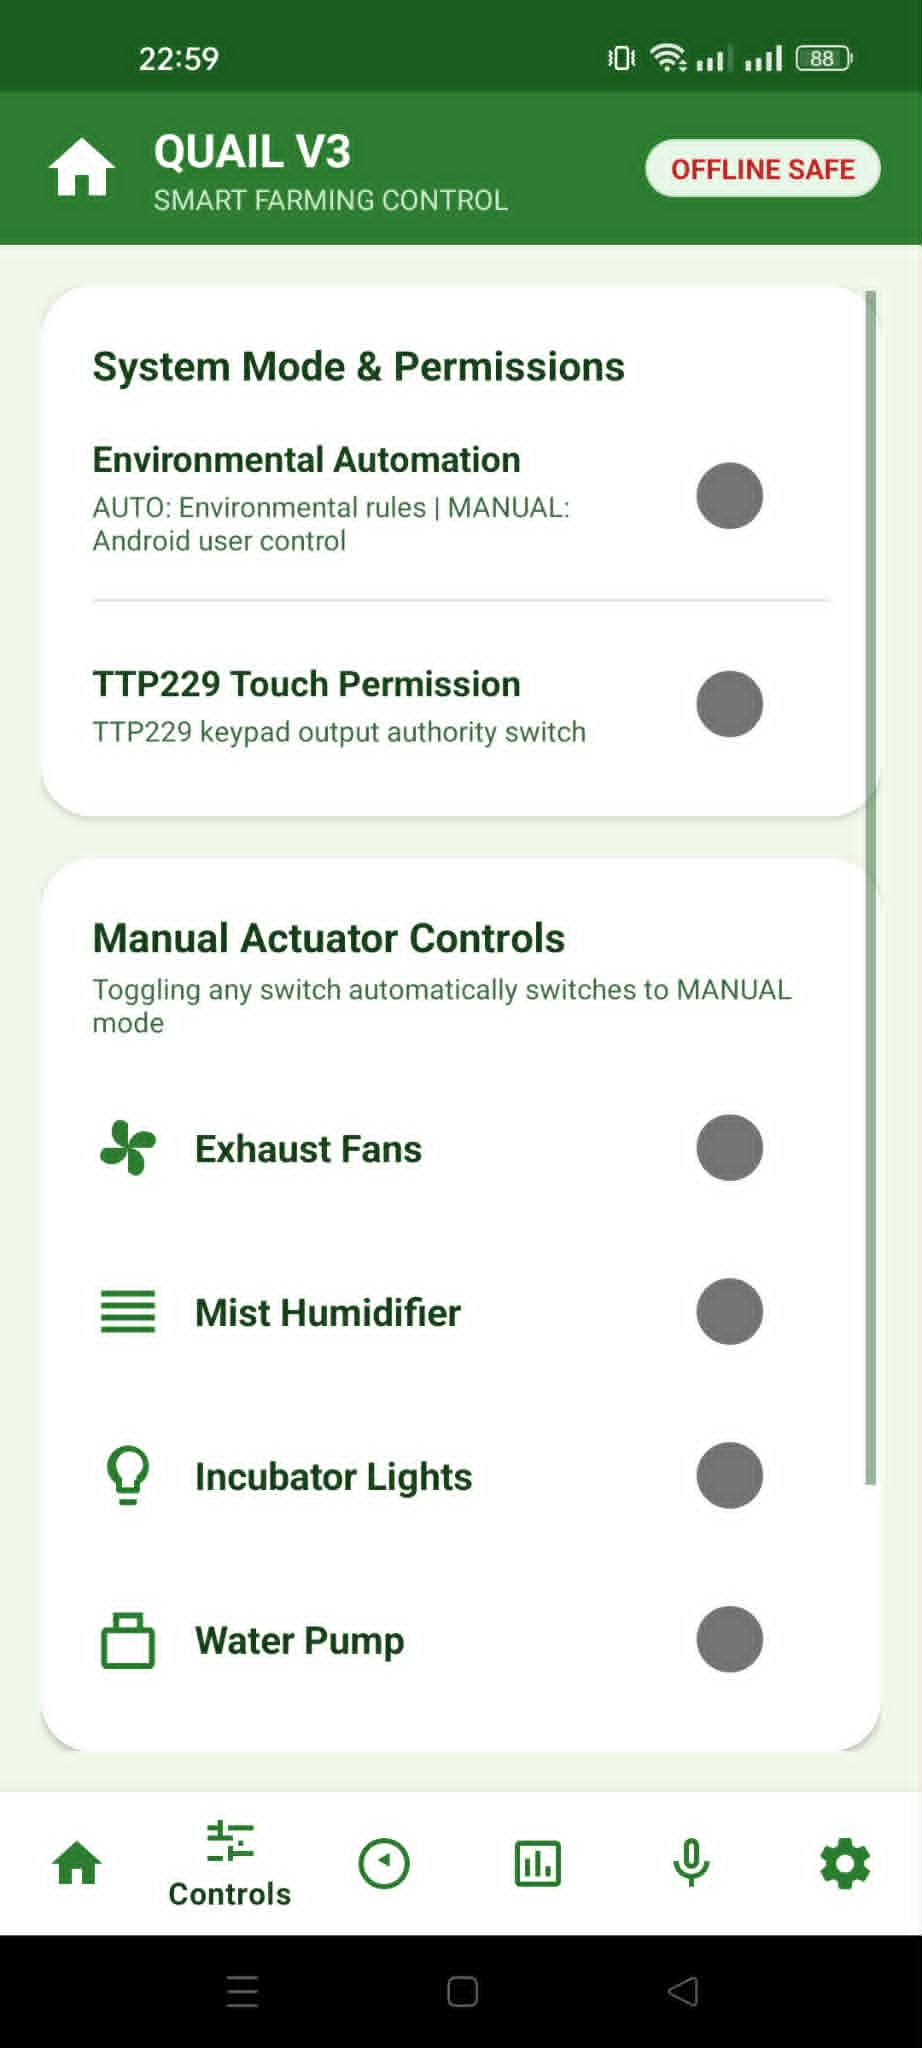 22:59
88
QUAIL V3
SMART FARMING CONTROL
OFFLINE SAFE
System Mode & Permissions
Environmental Automation
AUTO: Environmental rules | MANUAL:
Android user control
TTP229 Touch Permission
TTP229 keypad output authority switch
Manual Actuator Controls
Toggling any switch automatically switches to MANUAL
mode
Exhaust Fans
Mist Humidifier
Incubator Lights
Water Pump
Controls